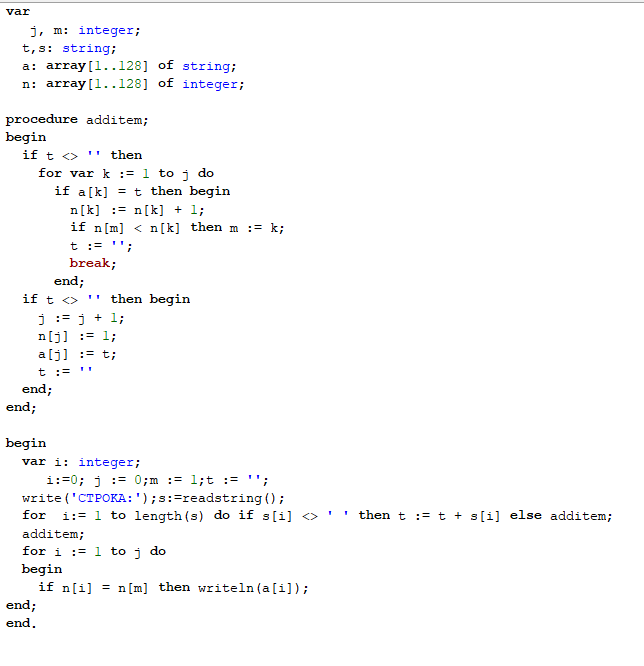 var
j, m: integer;
t,s: string;
a: array[1..128] of string;
n: array[1..128] of integer;
procedure additem;
begin
if t <> '' then
for var k := 1 to j do
if a[k] = t then begin
n[k] := n[k] + 1;
if n[m] < n[k] then m := k;
t := '';
break;
end;
if t <> '' then begin
j := j + 1;
n[j] := 1;
a[j] := t;
t := ''
end;
end;
begin
var i: integer;
i:=0; j := 0;m := 1;t := '';
write('СТРОКА:');s:=readstring();
for i:= 1 to length(s) do if s[i] <> ' ' then t := t + s[i] else additem;
additem;
for i := 1 to j do
begin
if n[i] = n[m] then writeln(a[i]);
end;
end.